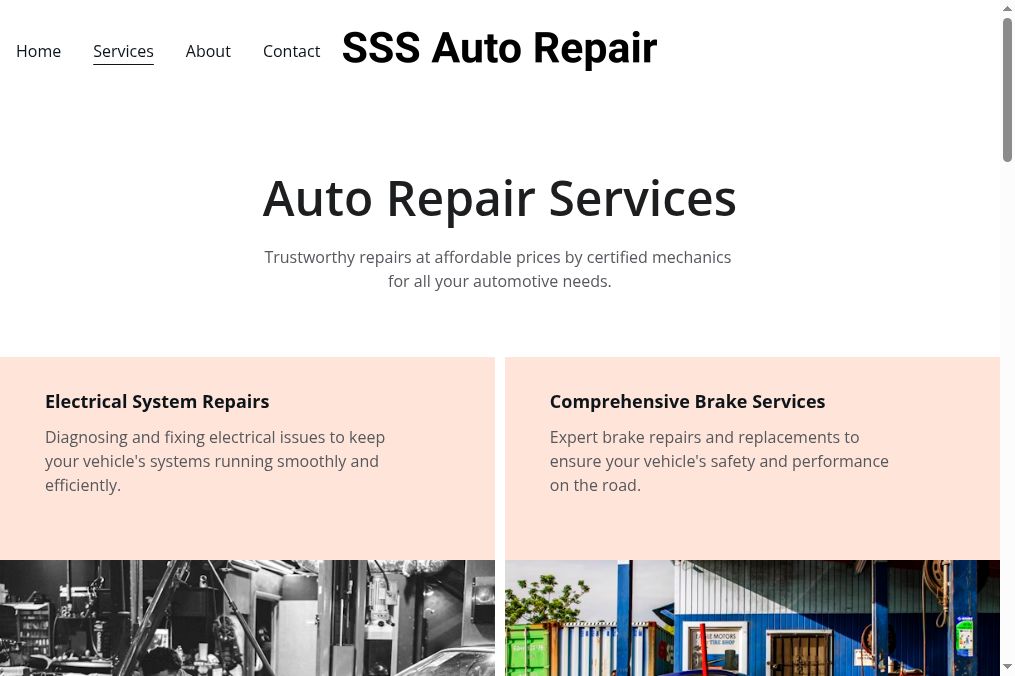 Home Services About Contact SSS Auto Repair
Auto Repair Services
Trustworthy repairs at affordable prices by certified mechanics
for all your automotive needs.
Electrical System Repairs
Diagnosing and fixing electrical issues to keep
your vehicle's systems running smoothly and
efficiently.
Comprehensive Brake Services
Expert brake repairs and replacements to
ensure your vehicle's safety and performance
on the road.
MOTORS
TIRE SHOP